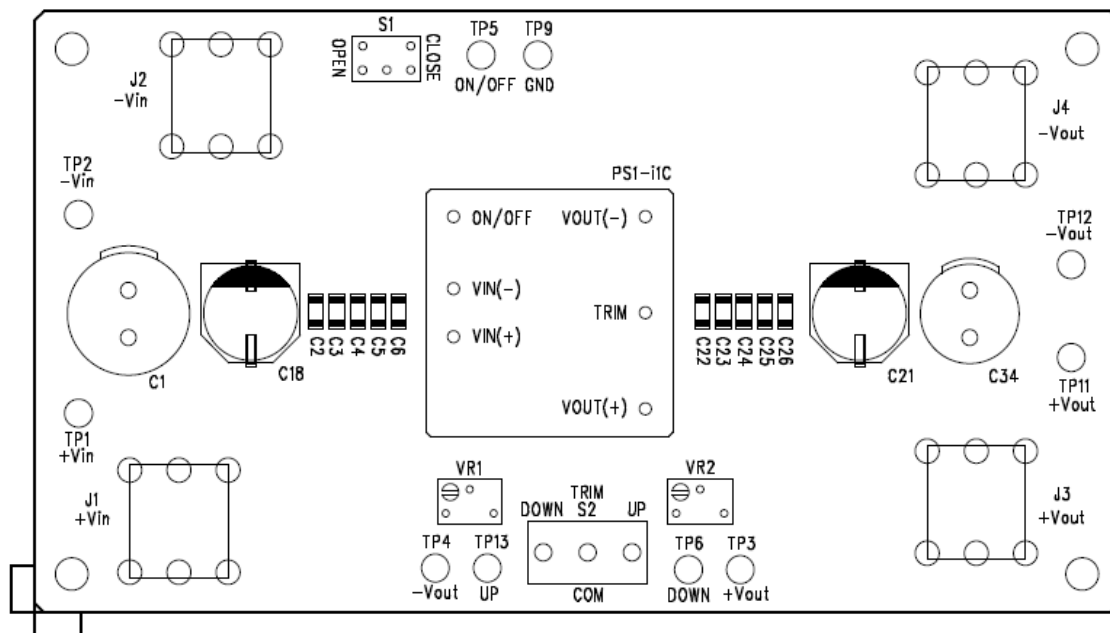 S1
OPEN
CLOSE
TP5
ON/OFF
TP9
GND
J2
-Vin
J4
-Vout
TP2
-Vin
PS1-i1C
ON/OFF
VOUT(-)
VIN(-)
TRIM
VIN(+)
VOUT(+)
TP12
-Vout
C1
C18
C2
C3
C4
C5
C6
C22
C23
C24
C25
C26
C21
C34
TP11
+Vout
TP1
+Vin
J1
+Vin
VR1
VR2
TRIM
DOWN
S2
UP
COM
J3
+Vout
TP4
-Vout
TP13
UP
TP6
DOWN
TP3
+Vout